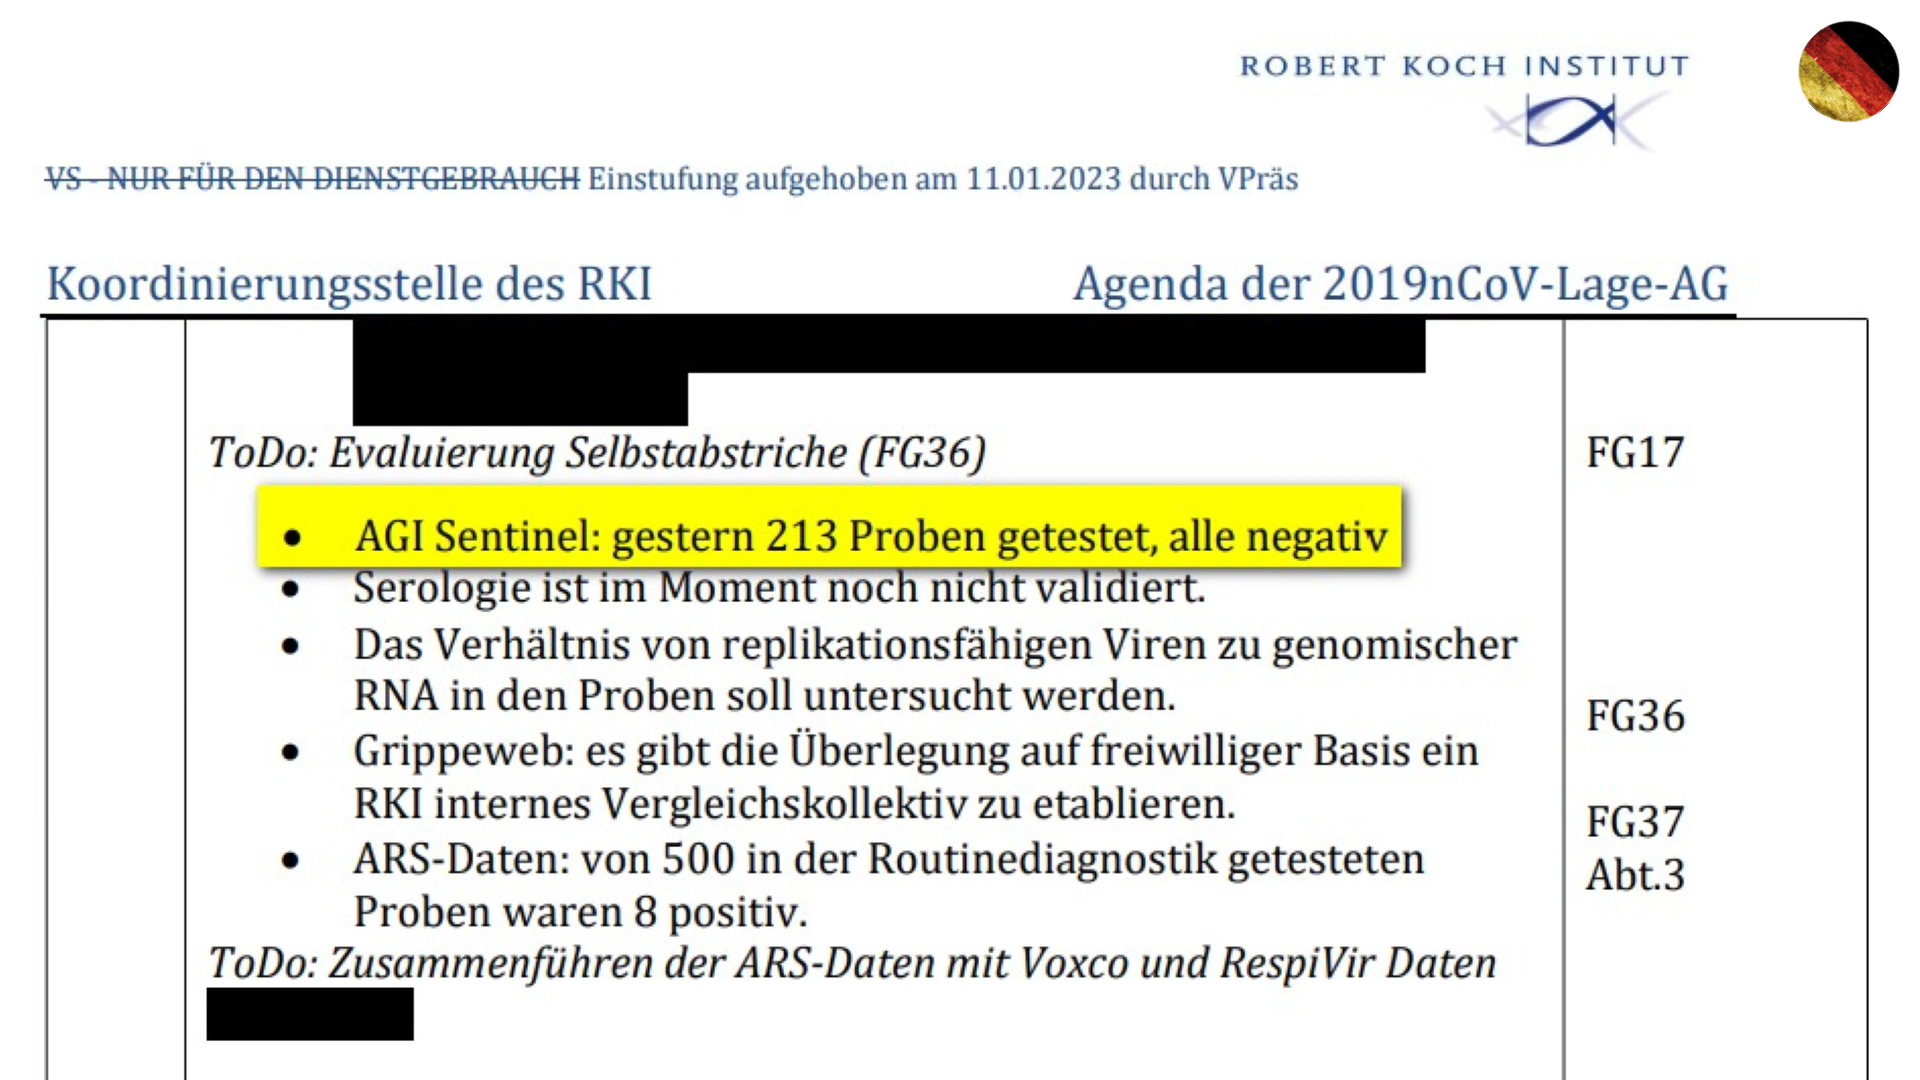 ROBERT KOCH INSTITUT
VS - NUR FÜR DEN DIENSTGEBRAUCH Einstufung aufgehoben am 11.01.2023 durch VPräs
Koordinierungsstelle des RKI Agenda der 2019nCoV-Lage-AG
ToDo: Evaluierung Selbstabstriche (FG36) FG17
• AGI Sentinel: gestern 213 Proben getestet, alle negativ
• Serologie ist im Moment noch nicht validiert.
• Das Verhältnis von replikationsfähigen Viren zu genomischer
RNA in den Proben soll untersucht werden. FG36
• Grippeweb: es gibt die Überlegung auf freiwilliger Basis ein
RKI internes Vergleichskollektiv zu etablieren. FG37
• ARS-Daten: von 500 in der Routinediagnostik getesteten Abt.3
Proben waren 8 positiv.
ToDo: Zusammenführen der ARS-Daten mit Voxco und RespiVir Daten